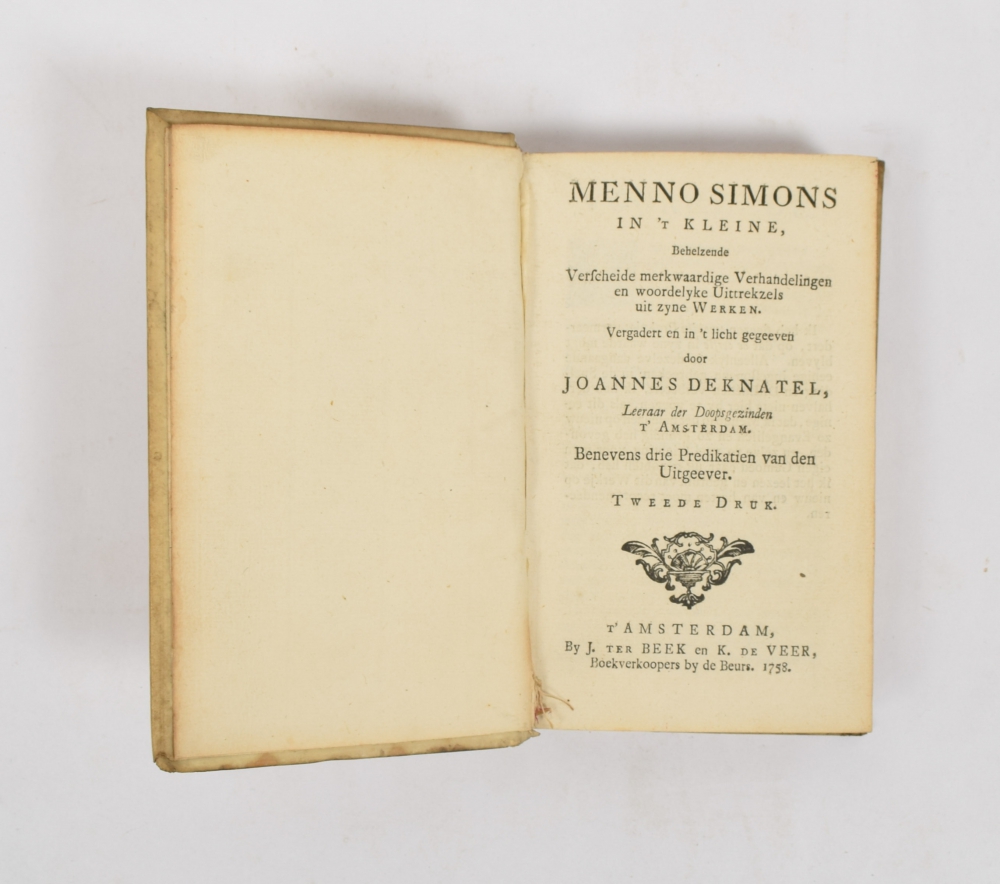 MENNO SIMONS
IN 'T KLEINE,
Behelzende
Verſcheide merkwaardige Verhandelingen
en woordelyke Uittrekzels
uit zyne WERKEN.
Vergadert en in 't licht gegeeven
door
JOANNES DEKNATEL,
Leeraar der Doopsgezinden
T' AMSTERDAM.
Benevens drie Predikatien van den
Uitgeever.
TWEEDE DRUK.
T' AMSTERDAM,
By J. TER BEEK en K. DE VEER,
Boekverkoopers by de Beurs. 1758.